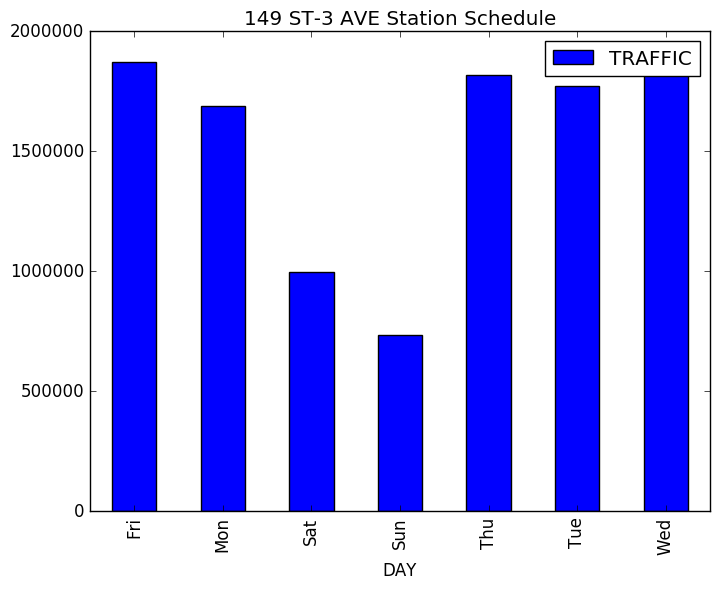 149 ST-3 AVE Station Schedule
TRAFFIC
2000000
1500000
1000000
500000
0
Fri
Mon
Sat
Sun
Thu
Tue
Wed
DAY